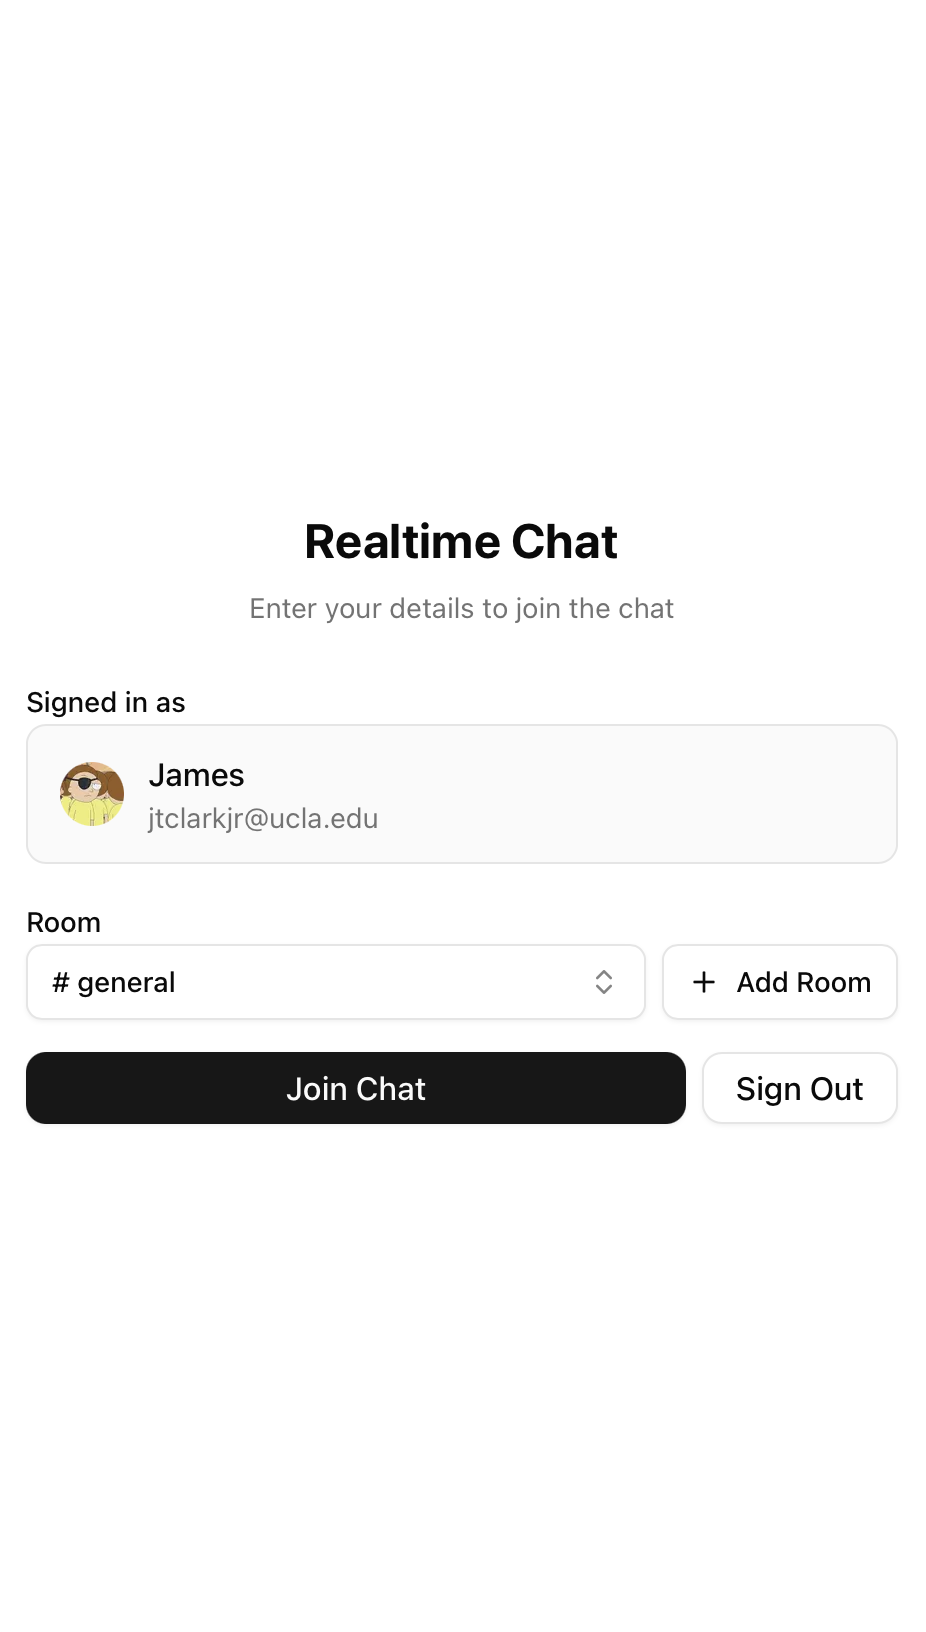 Realtime Chat
Enter your details to join the chat
Signed in as
James
jtclarkjr@ucla.edu
Room
# general
Add Room
Join Chat
Sign Out